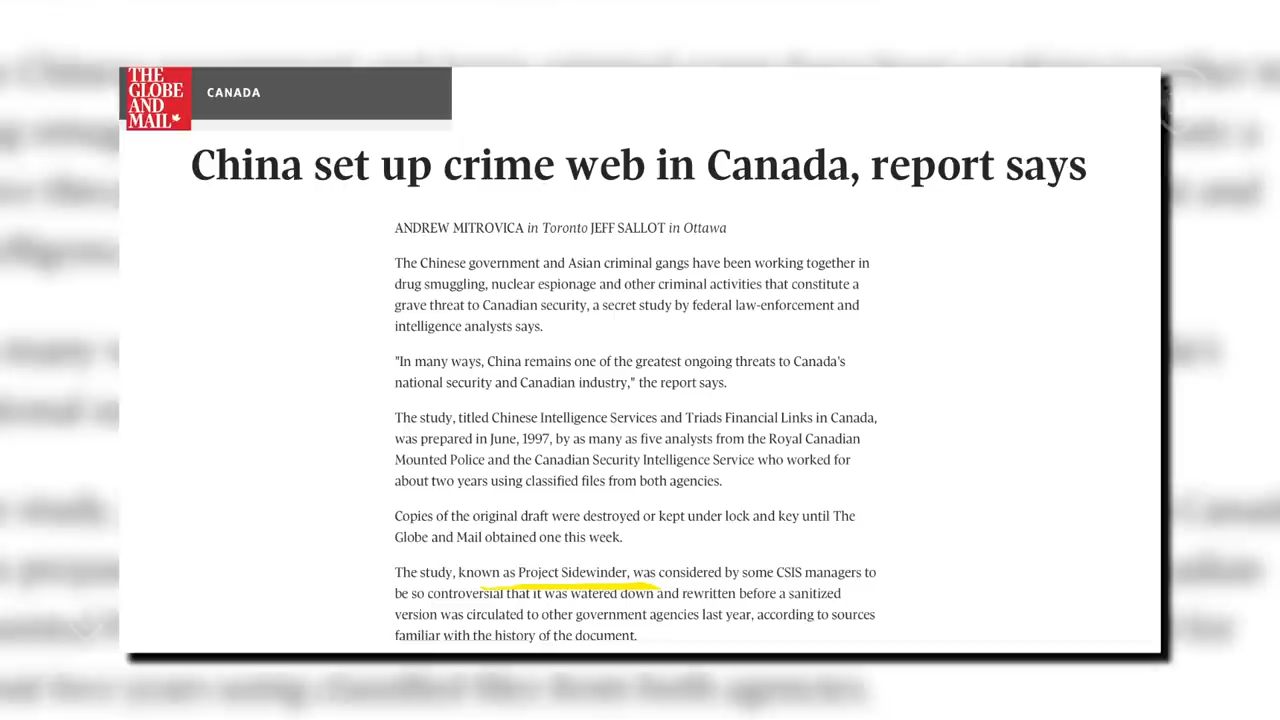 THE
GLOBE
AND
MAIL
CANADA
China set up crime web in Canada, report says
ANDREW MITROVICA in Toronto JEFF SALLOT in Ottawa
The Chinese government and Asian criminal gangs have been working together in
drug smuggling, nuclear espionage and other criminal activities that constitute a
grave threat to Canadian security, a secret study by federal law-enforcement and
intelligence analysts says.
"In many ways, China remains one of the greatest ongoing threats to Canada's
national security and Canadian industry," the report says.
The study, titled Chinese Intelligence Services and Triads Financial Links in Canada,
was prepared in June, 1997, by as many as five analysts from the Royal Canadian
Mounted Police and the Canadian Security Intelligence Service who worked for
about two years using classified files from both agencies.
Copies of the original draft were destroyed or kept under lock and key until The
Globe and Mail obtained one this week.
The study, known as Project Sidewinder, was considered by some CSIS managers to
be so controversial that it was watered down and rewritten before a sanitized
version was circulated to other government agencies last year, according to sources
familiar with the history of the document.